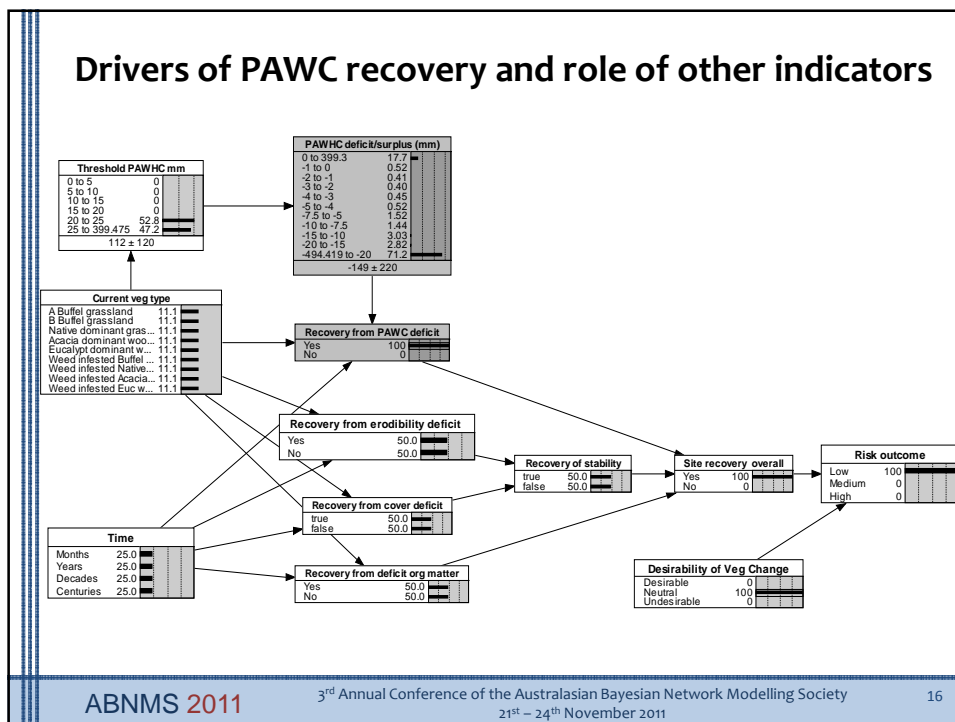 Drivers of PAWC recovery and role of other indicators
PAWHC deficit/surplus (mm)
0 to 399.3 17.7
-1 to 0 0.52
-2 to -1 0.41
-3 to -2 0.40
-4 to -3 0.45
-5 to -4 0.52
-7.5 to -5 1.52
-10 to -7.5 1.44
-15 to -10 3.03
-20 to -15 2.82
-494.419 to -20 71.2
-149 ± 220
Threshold PAWHC mm
0 to 5 0
5 to 10 0
10 to 15 0
15 to 20 0
20 to 25 52.8
25 to 399.475 47.2
112 ± 120
Current veg type
A Buffel grassland 11.1
B Buffel grassland 11.1
Native dominant gras... 11.1
Acacia dominant woo... 11.1
Eucalypt dominant w... 11.1
Weed infested Buffel ... 11.1
Weed infested Native... 11.1
Weed infested Acacia... 11.1
Weed infested Euc w... 11.1
Recovery from PAWC deficit
Yes 100
No 0
Recovery from erodibility deficit
Yes 50.0
No 50.0
Recovery of stability
true 50.0
false 50.0
Site recovery overall
Yes 100
No 0
Risk outcome
Low 100
Medium 0
High 0
Recovery from cover deficit
true 50.0
false 50.0
Time
Months 25.0
Years 25.0
Decades 25.0
Centuries 25.0
Recovery from deficit org matter
Yes 50.0
No 50.0
Desirability of Veg Change
Desirable 0
Neutral 100
Undesirable 0
ABNMS 2011
3rd Annual Conference of the Australasian Bayesian Network Modelling Society
21st – 24th November 2011
16